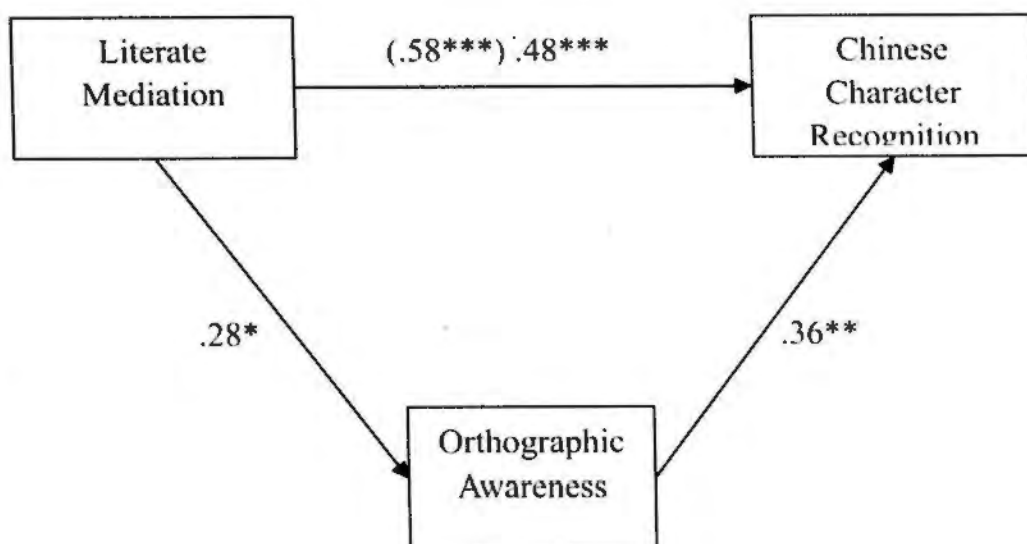 Literate
Mediation
(.58***) .48***
Chinese
Character
Recognition
.28*
.36**
Orthographic
Awareness